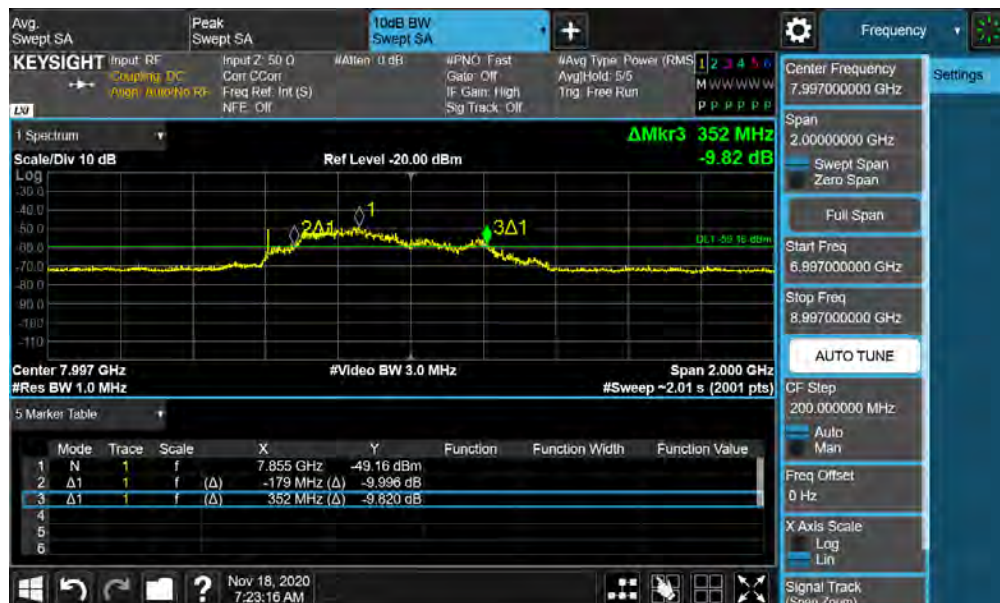 Avg.
Swept SA
Peak
Swept SA
10dB BW
Swept SA
Frequency
KEYSIGHT
Input: RF
Coupling: DC
Align: Auto/No RF
Input Z: 50 Ω
Corr CCorr
Freq Ref: Int (S)
NFE: Off
#Atten: 0 dB
#PNO: Fast
Gate: Off
IF Gain: High
Sig Track: Off
#Avg Type: Power (RMS)
Avg|Hold: 5/5
Trig: Free Run
1 2 3 4 5 6
M W W W W W
P P P P P P
LXI
1 Spectrum
ΔMkr3 352 MHz
-9.82 dB
Scale/Div 10 dB
Ref Level -20.00 dBm
Log
-30.0
-40.0
-50.0
-60.0
-70.0
-80.0
-90.0
-100
-110
1
2Δ1
3Δ1
DL1 -59.16 dBm
Center 7.997 GHz
#Video BW 3.0 MHz
Span 2.000 GHz
#Res BW 1.0 MHz
#Sweep ~2.01 s (2001 pts)
5 Marker Table
Mode Trace Scale X Y Function Function Width Function Value
1 N 1 f 7.855 GHz -49.16 dBm
2 Δ1 1 f (Δ) -179 MHz (Δ) -9.996 dB
3 Δ1 1 f (Δ) 352 MHz (Δ) -9.820 dB
4
5
6
?
Nov 18, 2020
7:23:16 AM
Settings
Center Frequency
7.997000000 GHz
Span
2.00000000 GHz
Swept Span
Zero Span
Full Span
Start Freq
6.997000000 GHz
Stop Freq
8.997000000 GHz
AUTO TUNE
CF Step
200.000000 MHz
Auto
Man
Freq Offset
0 Hz
X Axis Scale
Log
Lin
Signal Track
(Span Zoom)